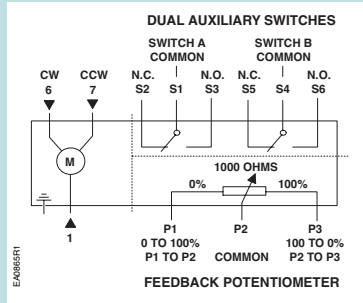 DUAL AUXILIARY SWITCHES
SWITCH A COMMON
SWITCH B COMMON
CW 6
CCW 7
N.C. S2
S1
N.O. S3
N.C. S5
S4
N.O. S6
M
1000 OHMS
0%
100%
1
P1
0 TO 100%
P1 TO P2
P2
COMMON
P3
100 TO 0%
P2 TO P3
EA0865R1
FEEDBACK POTENTIOMETER